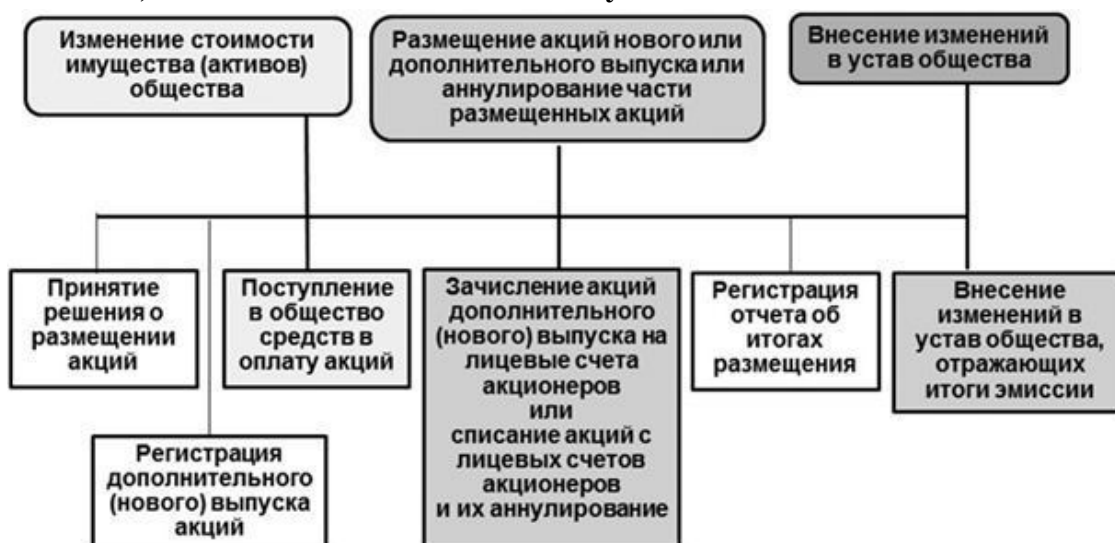 Изменение стоимости
имущества (активов)
общества
Размещение акций нового или
дополнительного выпуска или
аннулирование части
размещенных акций
Внесение изменений
в устав общества
Принятие
решения о
размещении
акций
Поступление
в общество
средств в
оплату акций
Зачисление акций
дополнительного
(нового) выпуска на
лицевые счета
акционеров
или
списание акций с
лицевых счетов
акционеров
и их аннулирование
Регистрация
отчета об
итогах
размещения
Внесение
изменений в
устав общества,
отражающих
итоги эмиссии
Регистрация
дополнительного
(нового) выпуска
акций